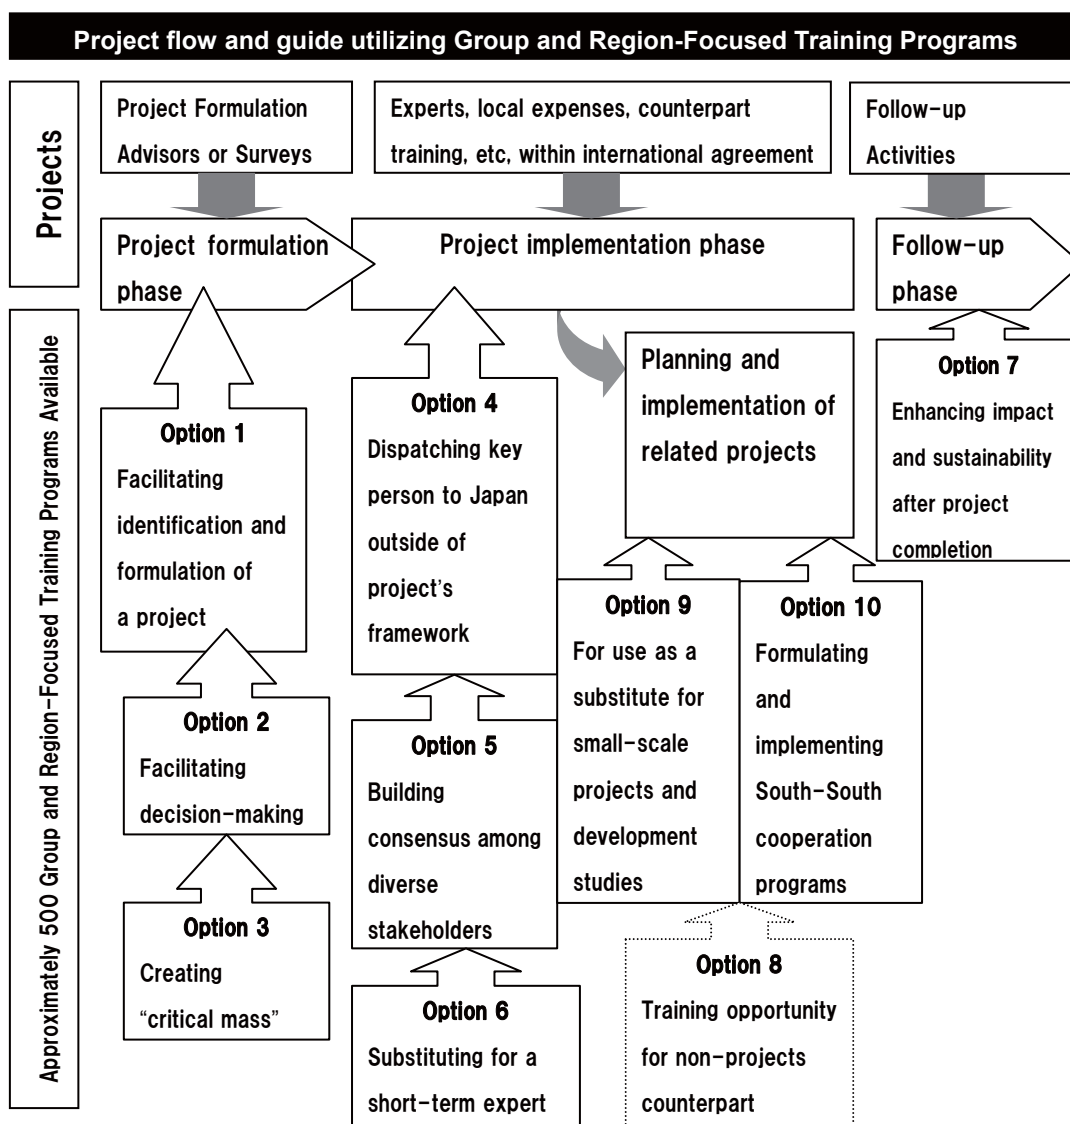 Project flow and guide utilizing Group and Region-Focused Training Programs
Projects
Project Formulation
Advisors or Surveys
Experts, local expenses, counterpart
training, etc, within international agreement
Follow-up
Activities
Project formulation
phase
Project implementation phase
Follow-up
phase
Approximately 500 Group and Region-Focused Training Programs Available
Option 1
Facilitating
identification and
formulation of
a project
Option 2
Facilitating
decision-making
Option 3
Creating
“critical mass”
Option 4
Dispatching key
person to Japan
outside of
project's
framework
Option 5
Building
consensus among
diverse
stakeholders
Option 6
Substituting for a
short-term expert
Planning and
implementation of
related projects
Option 9
For use as a
substitute for
small-scale
projects and
development
studies
Option 10
Formulating
and
implementing
South-South
cooperation
programs
Option 8
Training opportunity
for non-projects
counterpart
Option 7
Enhancing impact
and sustainability
after project
completion